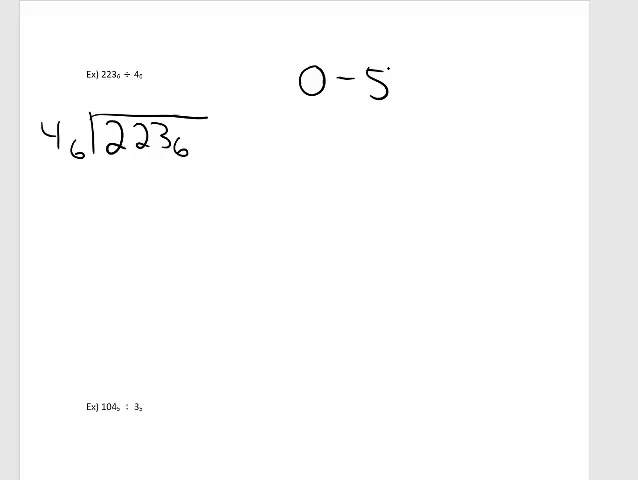 Ex) 223₆ ÷ 4₆
0 – 5
4₆ 223₆
Ex) 104₅ ÷ 3₅